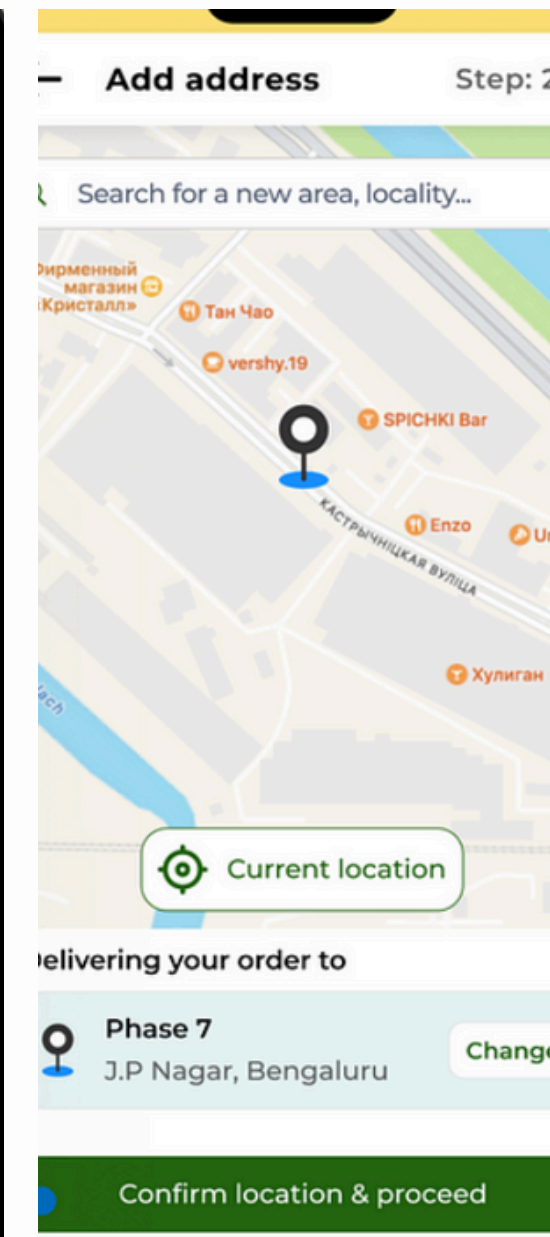 Add address
Step: 2
Search for a new area, locality...
Фирменный
магазин
«Кристалл»
Тан Чао
vershy.19
SPICHKI Bar
КАСТРЫЧНІЦКАЯ ВУЛІЦА
Enzo
Хулиган
Current location
Delivering your order to
Phase 7
J.P Nagar, Bengaluru
Change
Confirm location & proceed